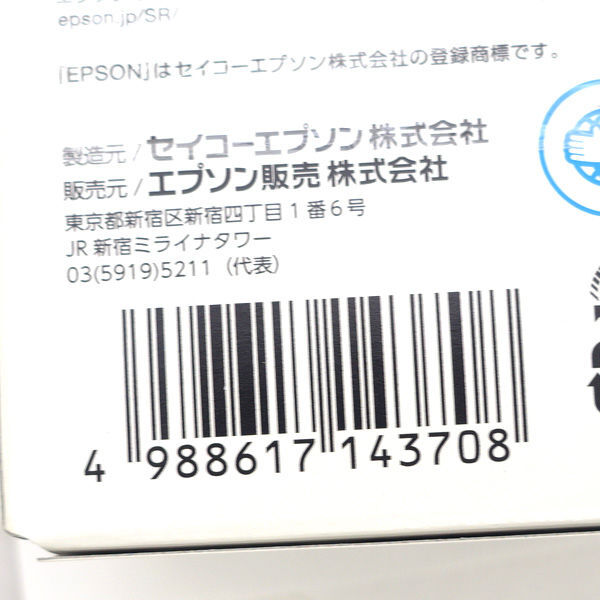 epson.jp/SR/
「EPSON」はセイコーエプソン株式会社の登録商標です。
製造元 / セイコーエプソン 株式会社
販売元 / エプソン販売 株式会社
東京都新宿区新宿四丁目1番6号
JR 新宿ミライナタワー
03(5919)5211（代表）
4 988617 143708